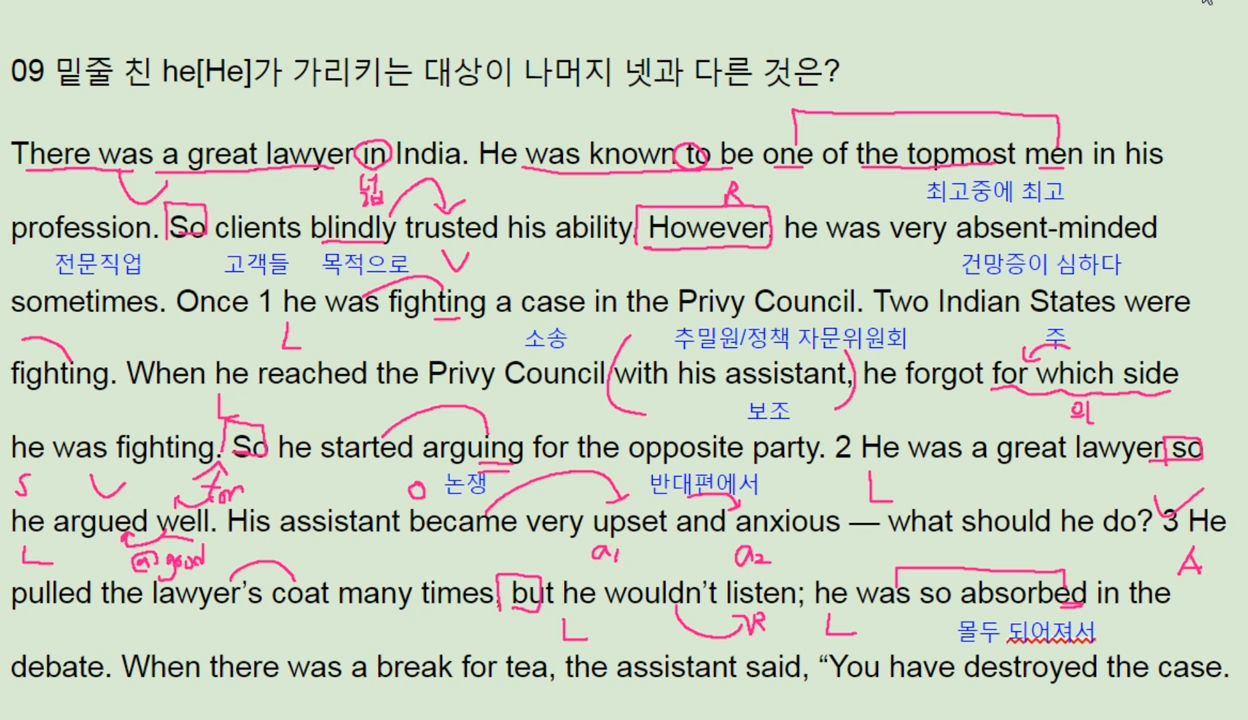 09 밑줄 친 he[He]가 가리키는 대상이 나머지 넷과 다른 것은?
There was a great lawyer in India. He was known to be one of the topmost men in his
넓 최고중에 최고
R
profession. So clients blindly trusted his ability. However, he was very absent-minded
전문직업 고객들 목적으로 V 건망증이 심하다
sometimes. Once 1 he was fighting a case in the Privy Council. Two Indian States were
L 소송 추밀원/정책 자문위원회 주
fighting. When he reached the Privy Council with his assistant, he forgot for which side
L 보조
he was fighting. So he started arguing for the opposite party. 2 He was a great lawyer, so
S V for O 논쟁 반대편에서 L
he argued well. His assistant became very upset and anxious — what should he do? 3 He
L (a) good a1 a2 A
pulled the lawyer's coat many times, but he wouldn't listen; he was so absorbed in the
L VR L 몰두 되어져서
debate. When there was a break for tea, the assistant said, “You have destroyed the case.